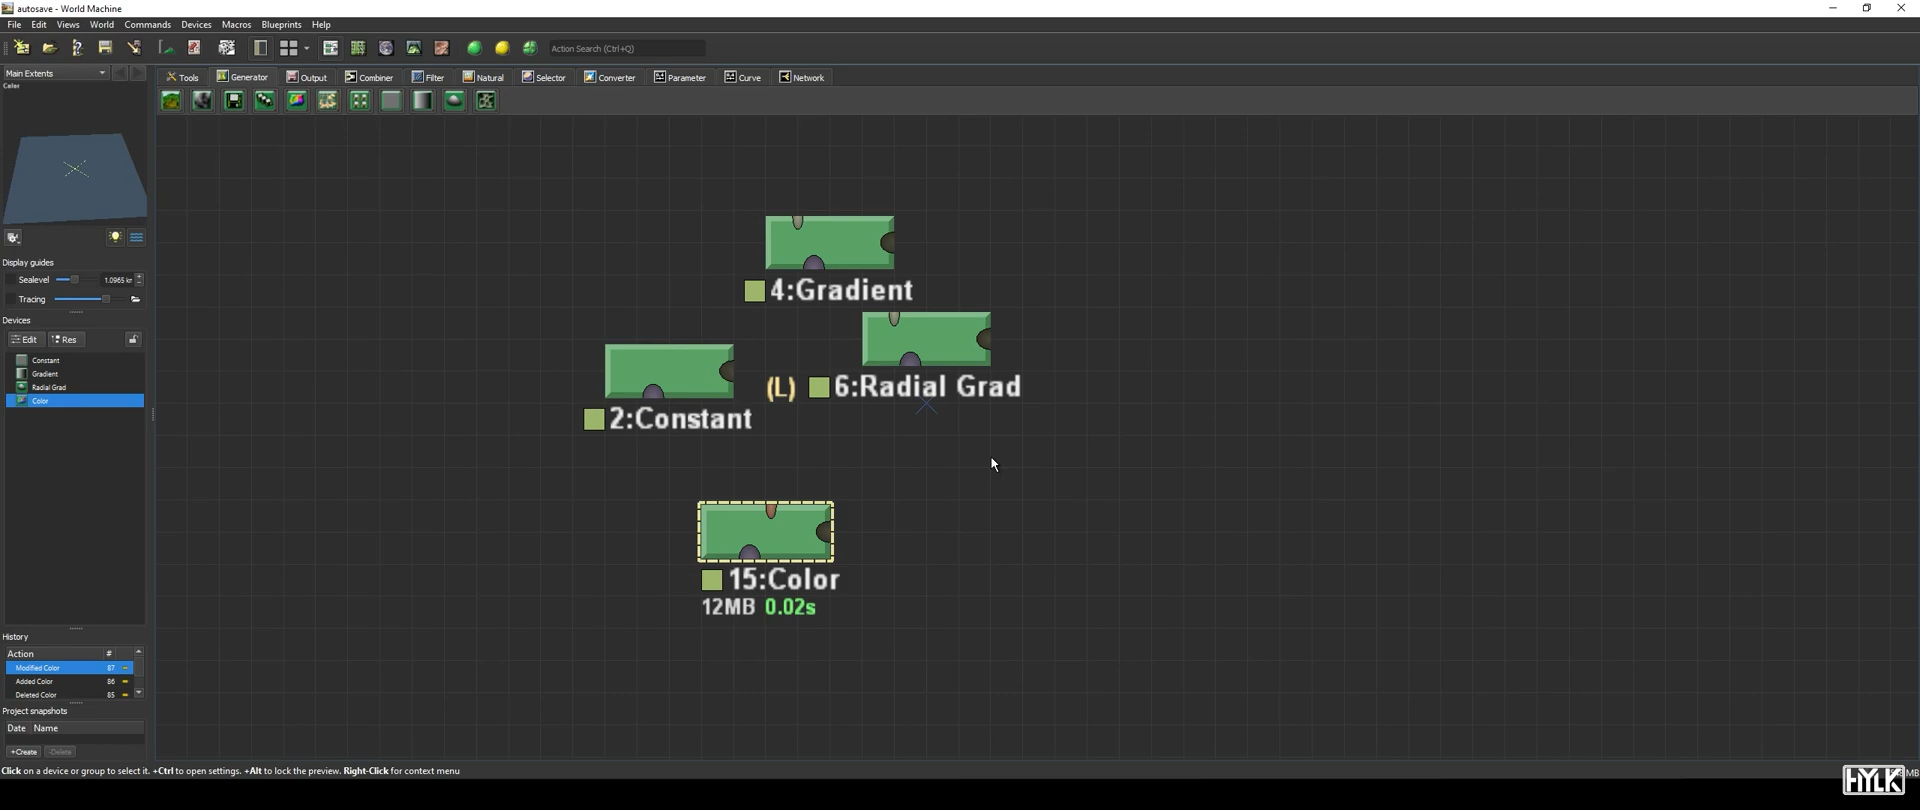 autosave - World Machine
File Edit Views World Commands Devices Macros Blueprints Help
Action Search (Ctrl+Q)
Main Extents
Tools Generator Output Combiner Filter Natural Selector Converter Parameter Curve Network
Color
4:Gradient
Display guides
Sealevel 1.0965 kr
Tracing
Devices
Edit Res
Constant
Gradient
Radial Grad
Color
(L) 6:Radial Grad
2:Constant
15:Color
12MB 0.02s
History
Action #
Modified Color 87
Added Color 86
Deleted Color 85
Project snapshots
Date Name
+Create -Delete
Click on a device or group to select it. +Ctrl to open settings. +Alt to lock the preview. Right-Click for context menu
HYLK MB